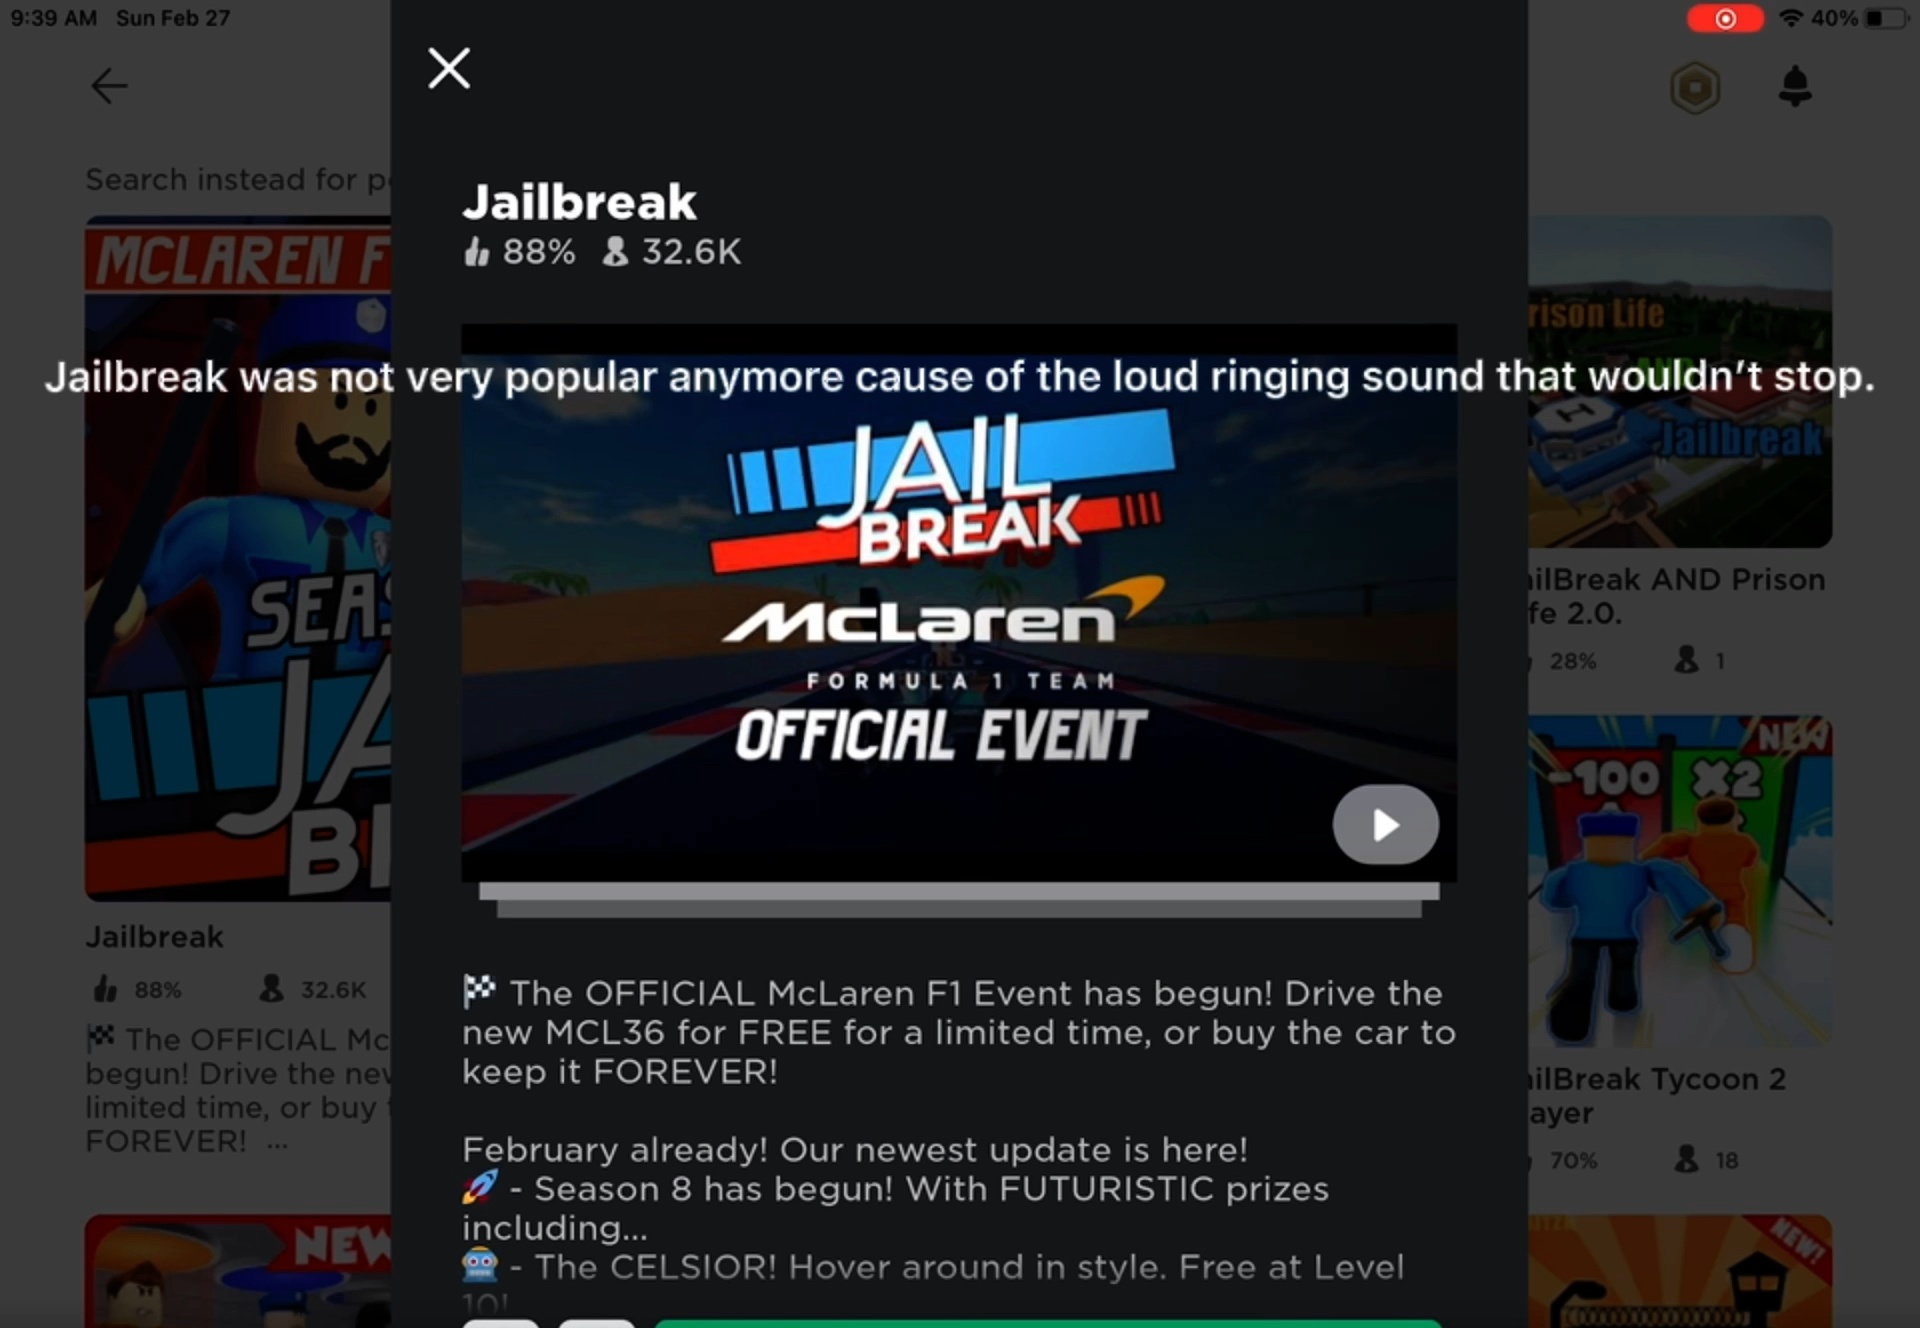 9:39 AM Sun Feb 27
40%
Search instead for p
MCLAREN F
SEAS
JA
B
Jailbreak
88% 32.6K
The OFFICIAL Mc
begun! Drive the new
limited time, or buy
FOREVER! ...
NEW
Jailbreak
88% 32.6K
Jailbreak was not very popular anymore cause of the loud ringing sound that wouldn't stop.
JAIL
BREAK
McLaren
FORMULA 1 TEAM
OFFICIAL EVENT
🏁 The OFFICIAL McLaren F1 Event has begun! Drive the
new MCL36 for FREE for a limited time, or buy the car to
keep it FOREVER!
February already! Our newest update is here!
🚀 - Season 8 has begun! With FUTURISTIC prizes
including...
🤖 - The CELSIOR! Hover around in style. Free at Level
10!
rison Life
AND
Jailbreak
ailBreak AND Prison
fe 2.0.
28% 1
NEW
-100 X2
ailBreak Tycoon 2
ayer
70% 18
NEW!